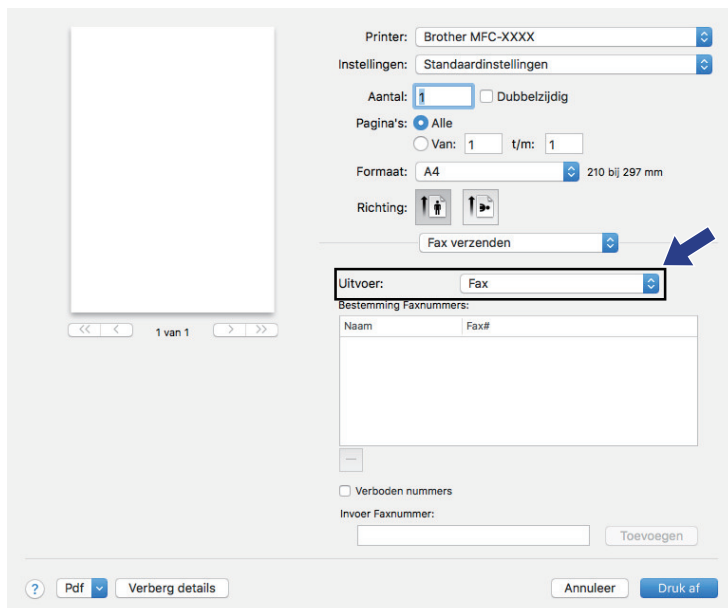 Printer: Brother MFC-XXXX
Instellingen: Standaardinstellingen
Aantal: 1 Dubbelzijdig
Pagina's: Alle
Van: 1 t/m: 1
Formaat: A4 210 bij 297 mm
Richting:
Fax verzenden
Uitvoer: Fax
Bestemming Faxnummers:
Naam Fax#
<< < 1 van 1 > >>
Verboden nummers
Invoer Faxnummer:
Toevoegen
? Pdf Verberg details Annuleer Druk af